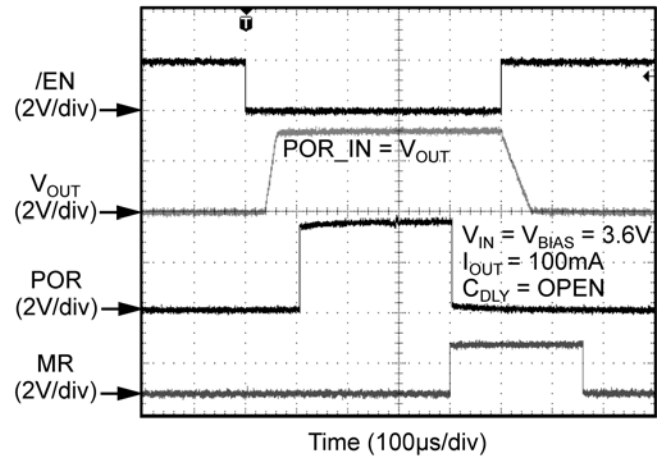 T
/EN
(2V/div)
POR_IN = VOUT
VOUT
(2V/div)
VIN = VBIAS = 3.6V
IOUT = 100mA
CDLY = OPEN
POR
(2V/div)
MR
(2V/div)
Time (100µs/div)